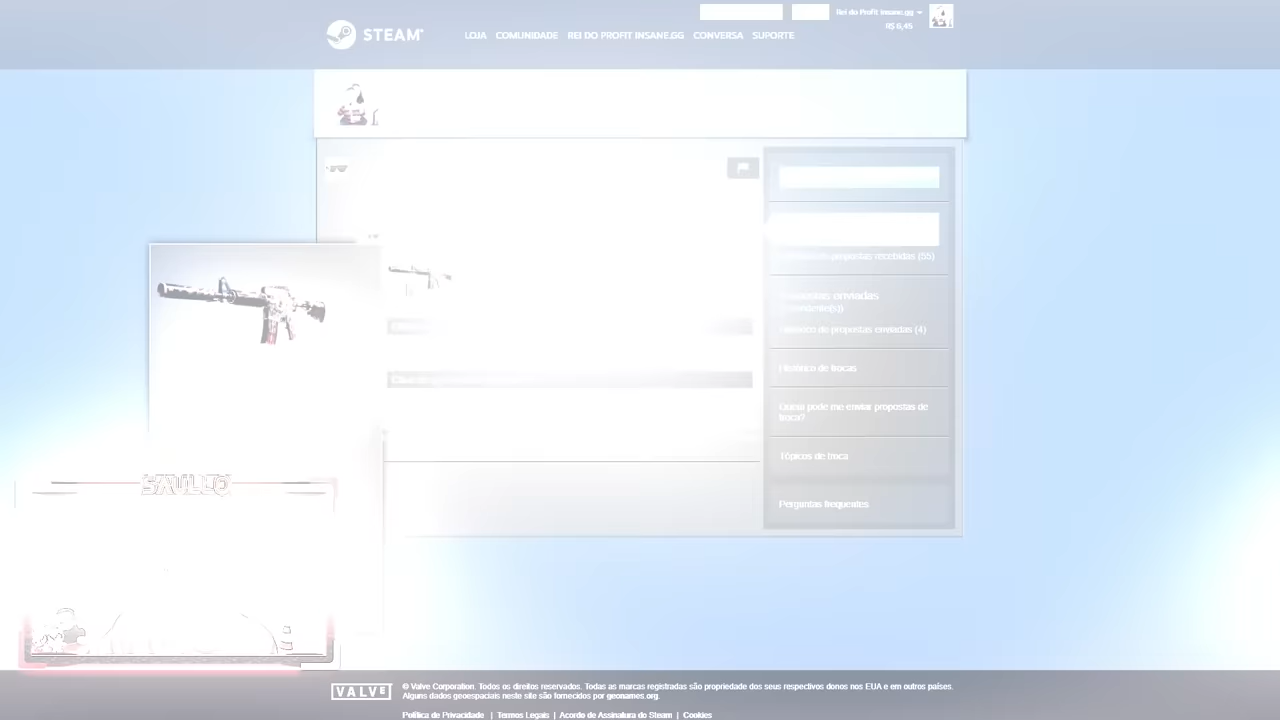 Rei do Profit insane.gg
R$ 6,45
STEAM
LOJA COMUNIDADE REI DO PROFIT INSANE.GG CONVERSA SUPORTE
propostas recebidas (55)
enviadas
de propostas enviadas (4)
Histórico de trocas
Quem pode me enviar propostas de
troca?
Tópicos de troca
Perguntas frequentes
SAULLO
VALVE
© Valve Corporation. Todos os direitos reservados. Todas as marcas registradas são propriedade dos seus respectivos donos nos EUA e em outros países.
Alguns dados geoespaciais neste site são fornecidos por geonames.org.
Política de Privacidade | Termos Legais | Acordo de Assinatura do Steam | Cookies